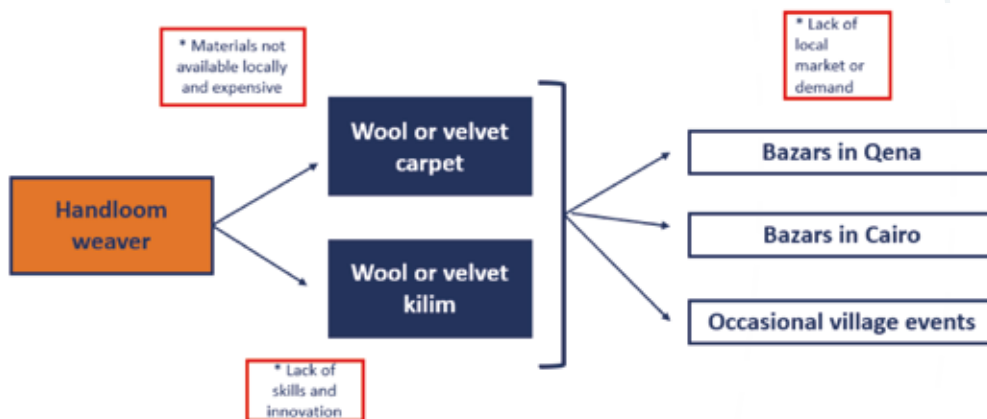 * Materials not
available locally
and expensive
* Lack of
local
market or
demand
Wool or velvet
carpet
Bazars in Qena
Handloom
weaver
Bazars in Cairo
Wool or velvet
kilim
Occasional village events
* Lack of
skills and
innovation